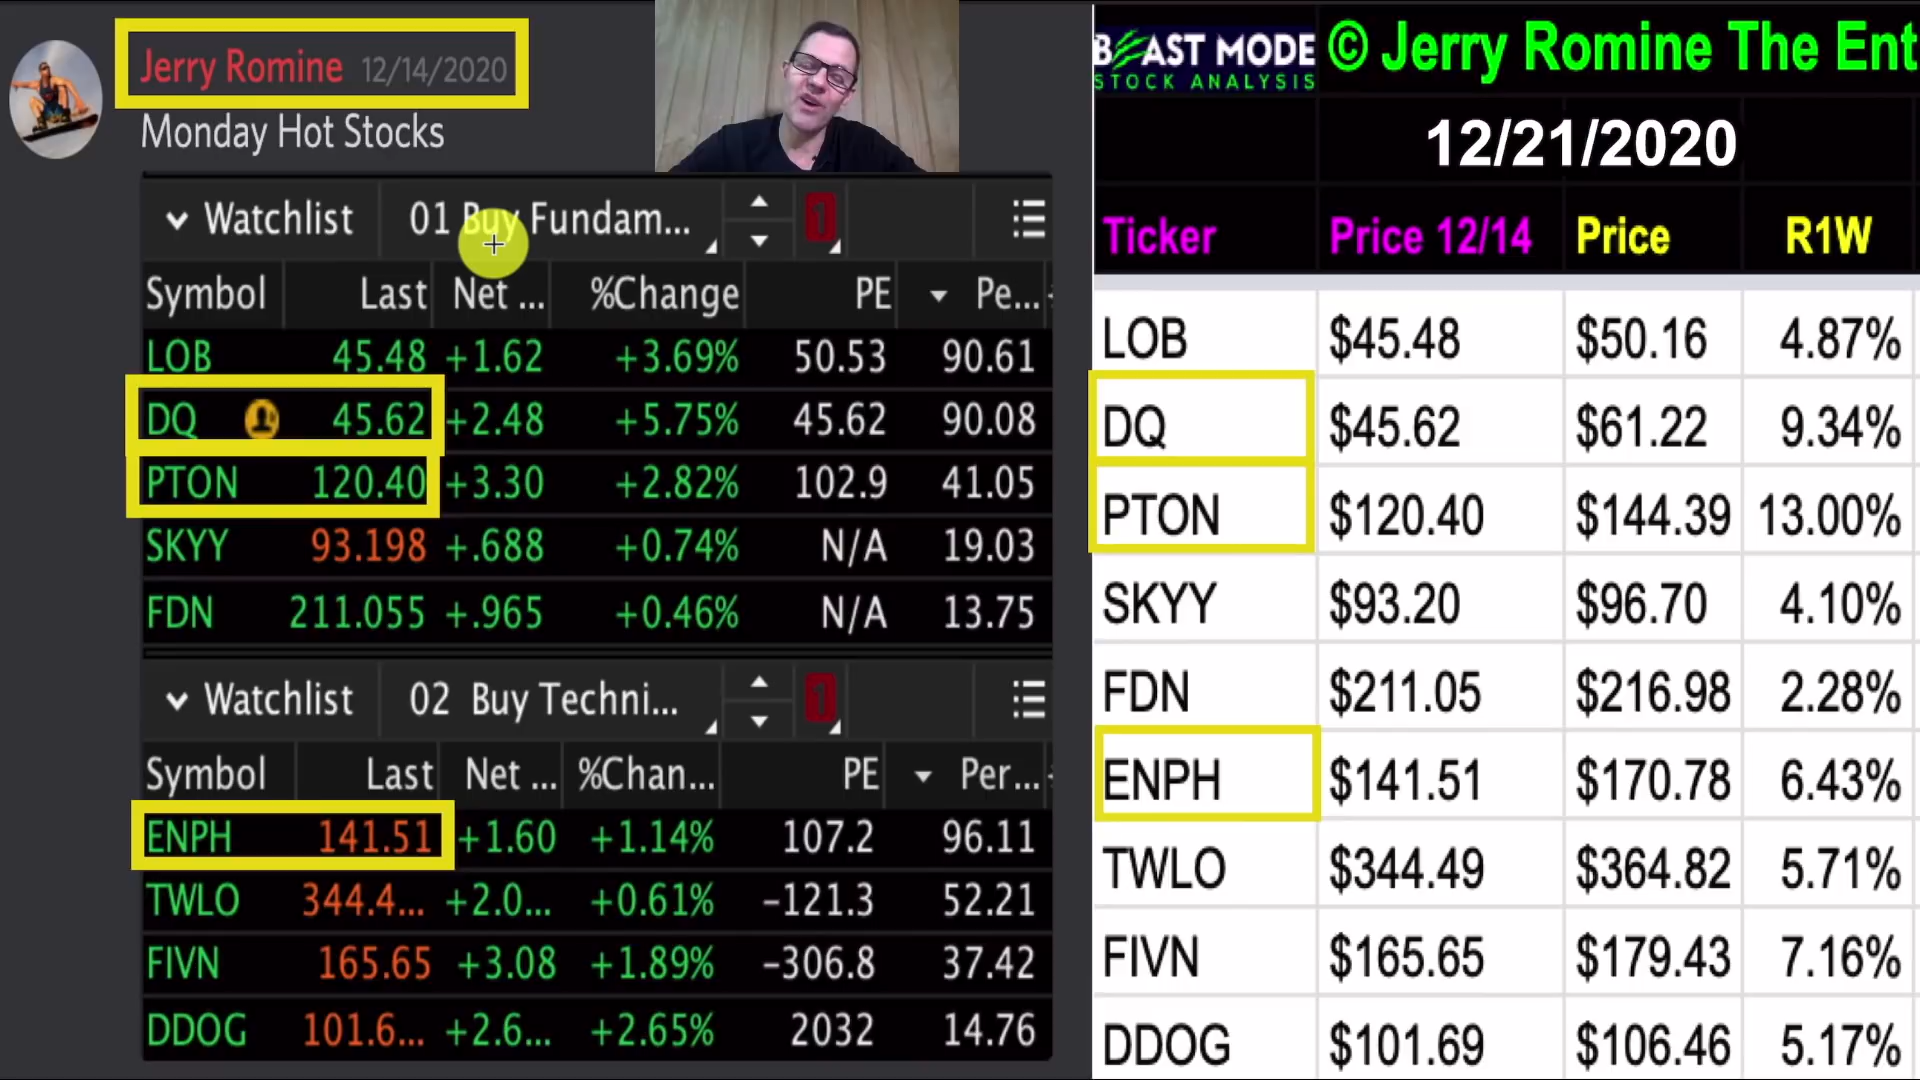 Jerry Romine 12/14/2020
Monday Hot Stocks
Watchlist 01 Buy Fundam... 1
Symbol Last Net ... %Change PE Pe...
LOB 45.48 +1.62 +3.69% 50.53 90.61
DQ 45.62 +2.48 +5.75% 45.62 90.08
PTON 120.40 +3.30 +2.82% 102.9 41.05
SKYY 93.198 +.688 +0.74% N/A 19.03
FDN 211.055 +.965 +0.46% N/A 13.75
Watchlist 02 Buy Techni... 1
Symbol Last Net ... %Chan... PE Per...
ENPH 141.51 +1.60 +1.14% 107.2 96.11
TWLO 344.4... +2.0... +0.61% -121.3 52.21
FIVN 165.65 +3.08 +1.89% -306.8 37.42
DDOG 101.6... +2.6... +2.65% 2032 14.76
BEAST MODE
STOCK ANALYSIS
© Jerry Romine The Ent
12/21/2020
Ticker Price 12/14 Price R1W
LOB $45.48 $50.16 4.87%
DQ $45.62 $61.22 9.34%
PTON $120.40 $144.39 13.00%
SKYY $93.20 $96.70 4.10%
FDN $211.05 $216.98 2.28%
ENPH $141.51 $170.78 6.43%
TWLO $344.49 $364.82 5.71%
FIVN $165.65 $179.43 7.16%
DDOG $101.69 $106.46 5.17%